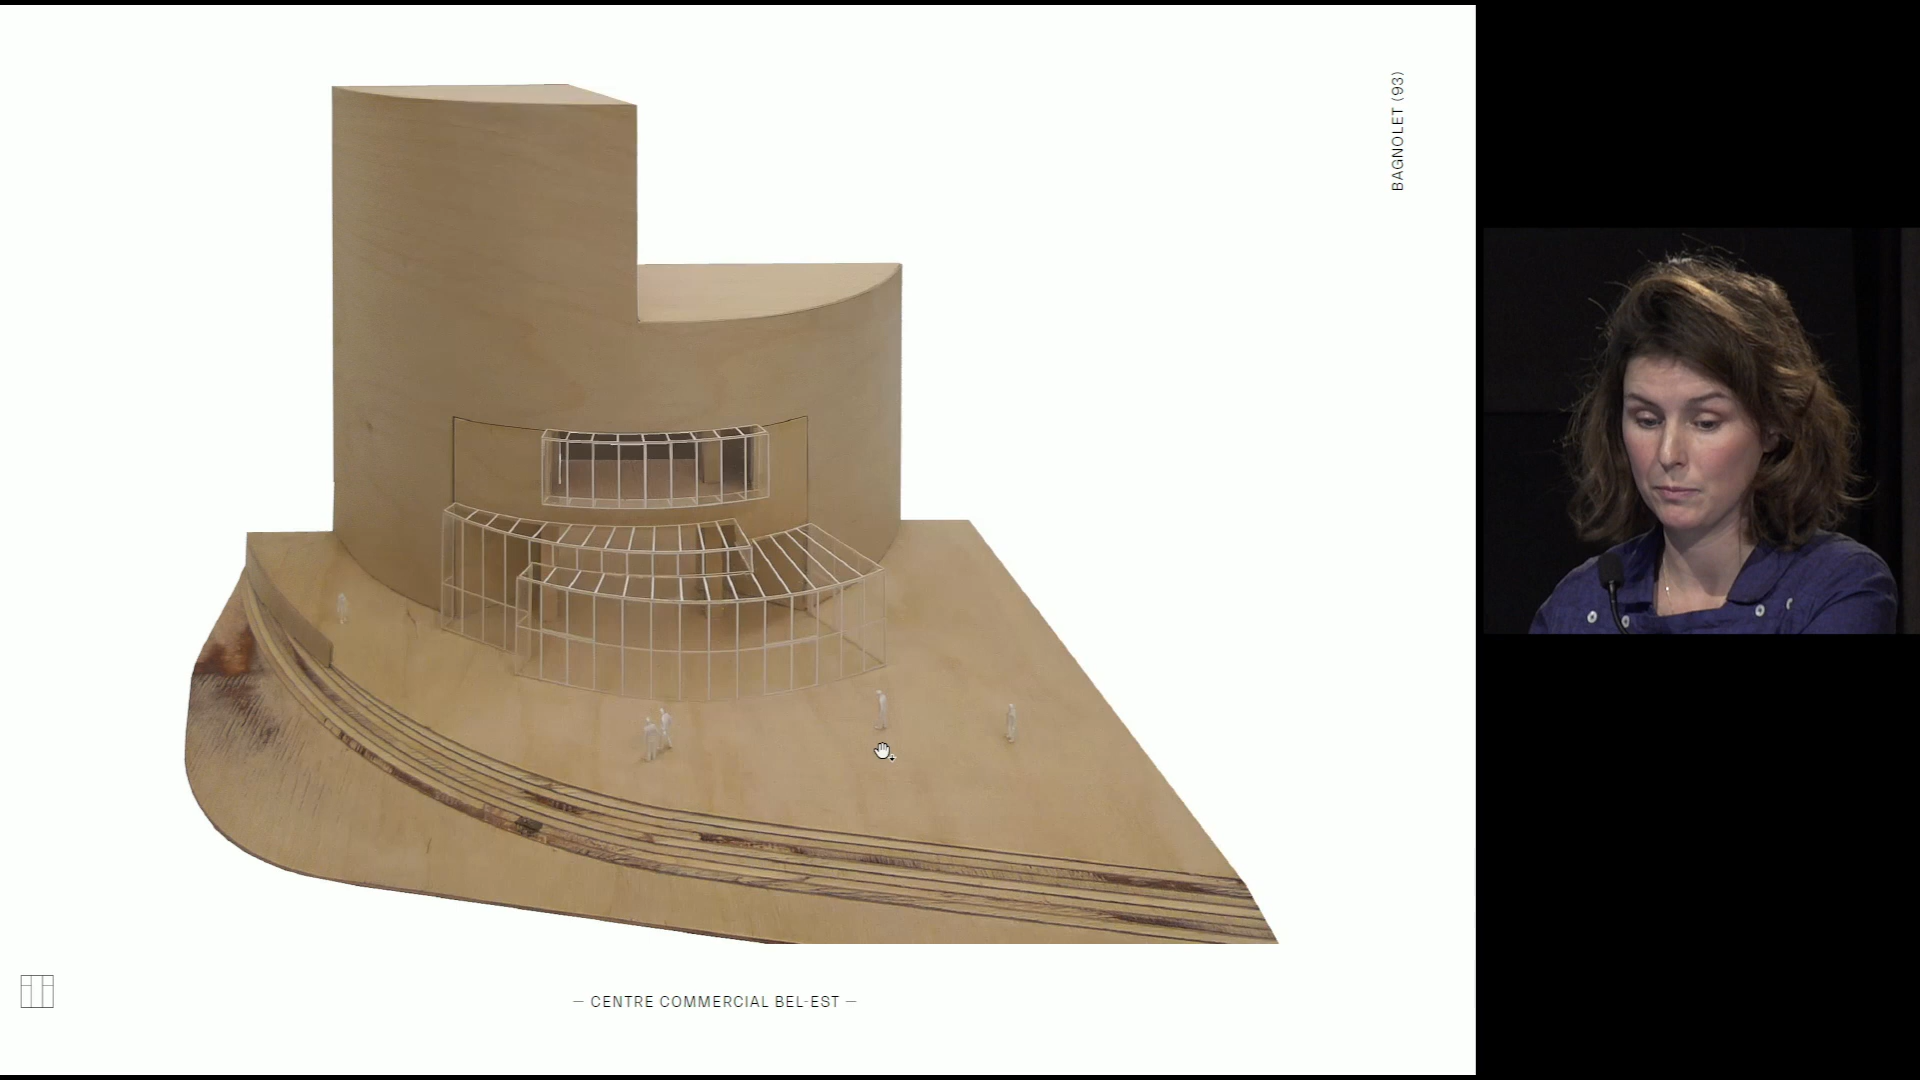 BAGNOLET (93)
— CENTRE COMMERCIAL BEL-EST —